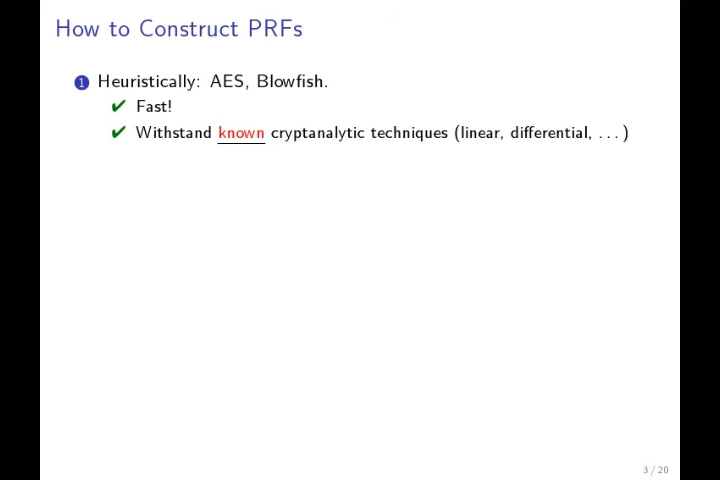 How to Construct PRFs
1 Heuristically: AES, Blowfish.
✔ Fast!
✔ Withstand known cryptanalytic techniques (linear, differential, ...)
3 / 20